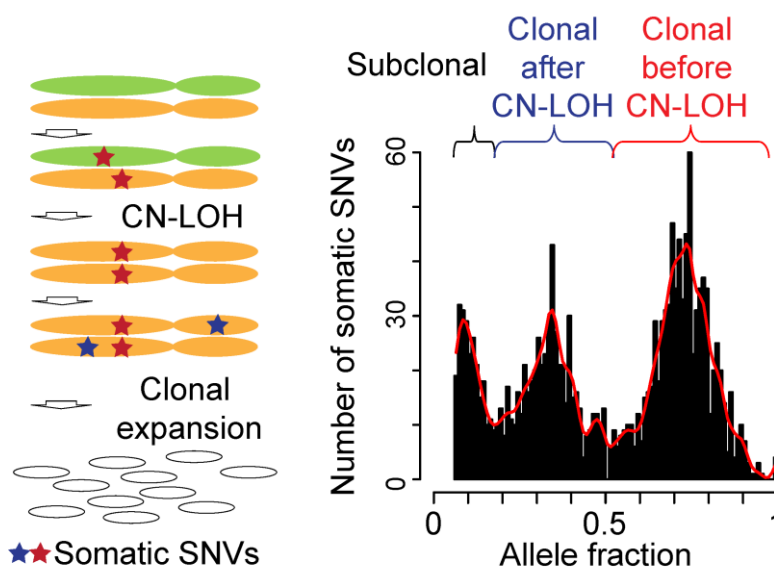 CN-LOH
Clonal
expansion
Somatic SNVs
Subclonal
Clonal
after
CN-LOH
Clonal
before
CN-LOH
Number of somatic SNVs
60
30
0
0
0.5
1
Allele fraction